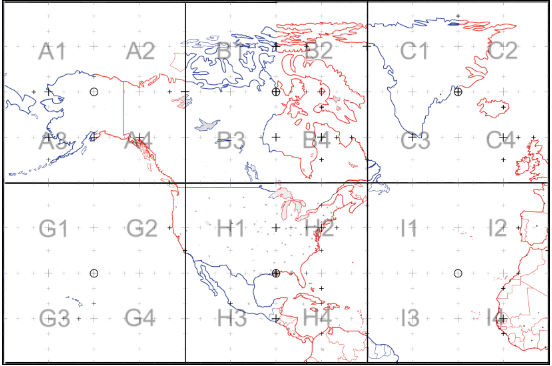 A1 A2 B1 B2 C1 C2
A3 A4 B3 B4 C3 C4
G1 G2 H1 H2 I1 I2
G3 G4 H3 H4 I3 I4